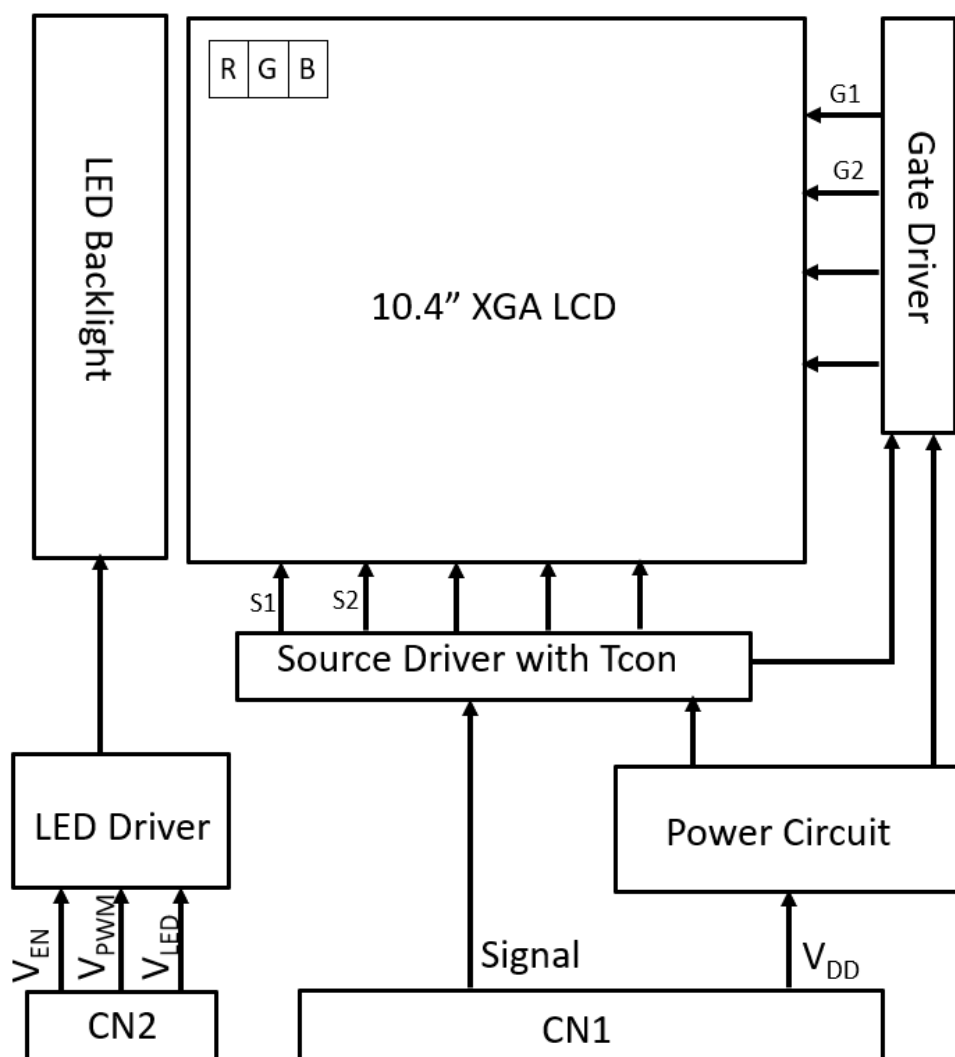 R G B
G1
G2
LED Backlight
Gate Driver
10.4” XGA LCD
S1
S2
Source Driver with Tcon
LED Driver
Power Circuit
VEN
VPWM
VLED
Signal
VDD
CN2
CN1